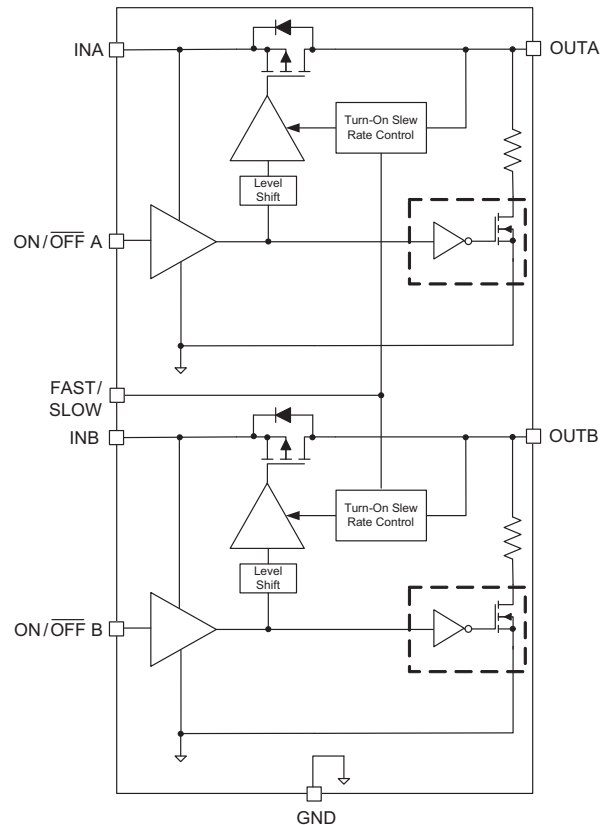 INA
OUTA
Turn-On Slew
Rate Control
Level
Shift
ON/OFF A
FAST/
SLOW
INB
OUTB
Turn-On Slew
Rate Control
Level
Shift
ON/OFF B
GND